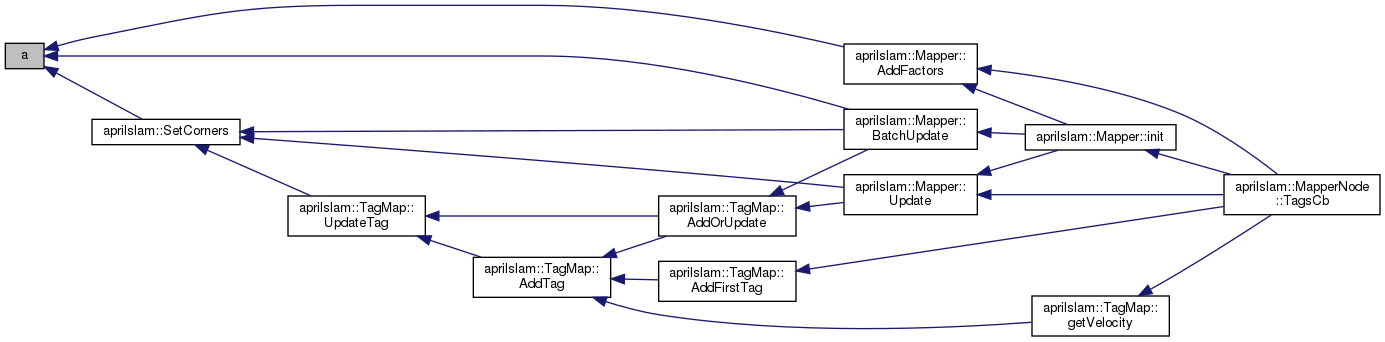 a
aprilslam::SetCorners
aprilslam::TagMap::
UpdateTag
aprilslam::TagMap::
AddTag
aprilslam::Mapper::
AddFactors
aprilslam::Mapper::
BatchUpdate
aprilslam::Mapper::
Update
aprilslam::TagMap::
AddOrUpdate
aprilslam::TagMap::
AddFirstTag
aprilslam::Mapper::init
aprilslam::TagMap::
getVelocity
aprilslam::MapperNode
::TagsCb